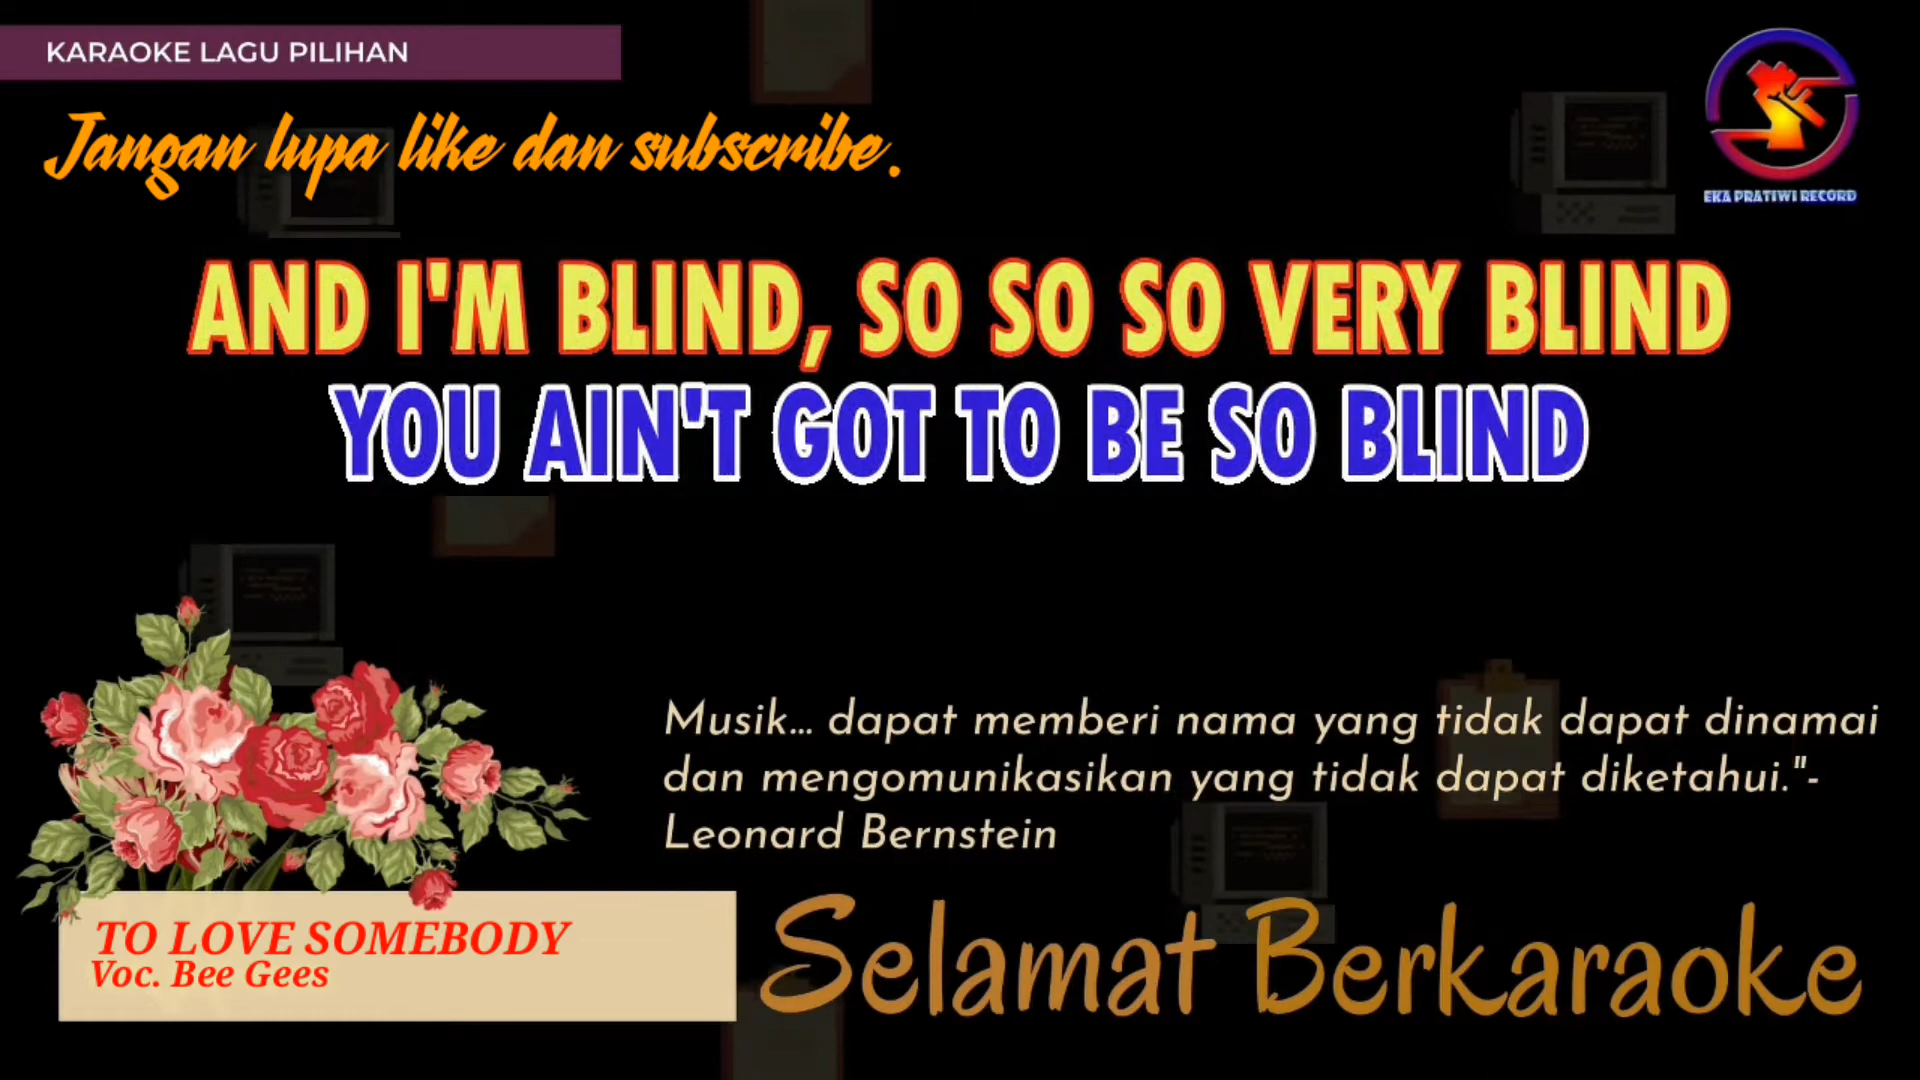 KARAOKE LAGU PILIHAN
Jangan lupa like dan subscribe.
EKA PRATIWI RECORD
AND I'M BLIND, SO SO SO VERY BLIND
YOU AIN'T GOT TO BE SO BLIND
Musik... dapat memberi nama yang tidak dapat dinamai
dan mengomunikasikan yang tidak dapat diketahui."-
Leonard Bernstein
TO LOVE SOMEBODY
Voc. Bee Gees
Selamat Berkaraoke